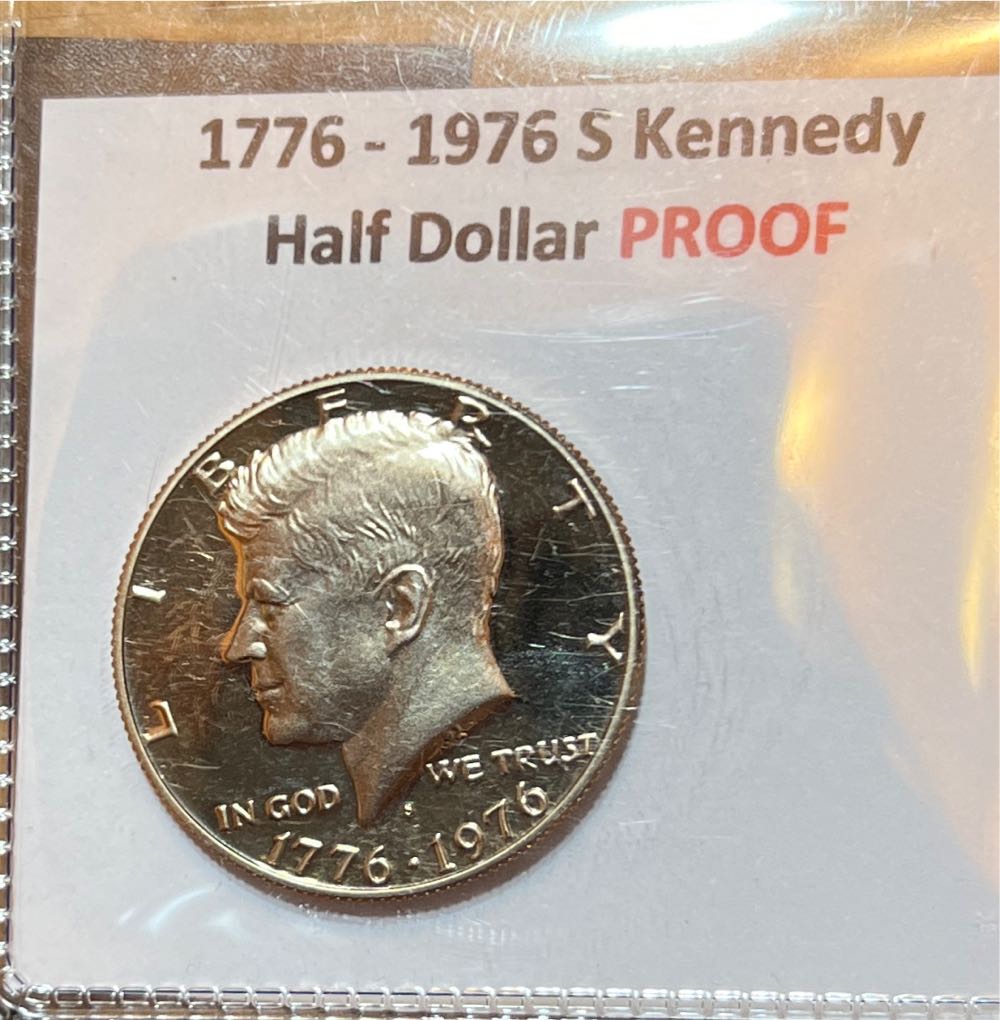 1776 - 1976 S Kennedy
Half Dollar PROOF
LIBERTY
IN GOD WE TRUST
S
1776 · 1976